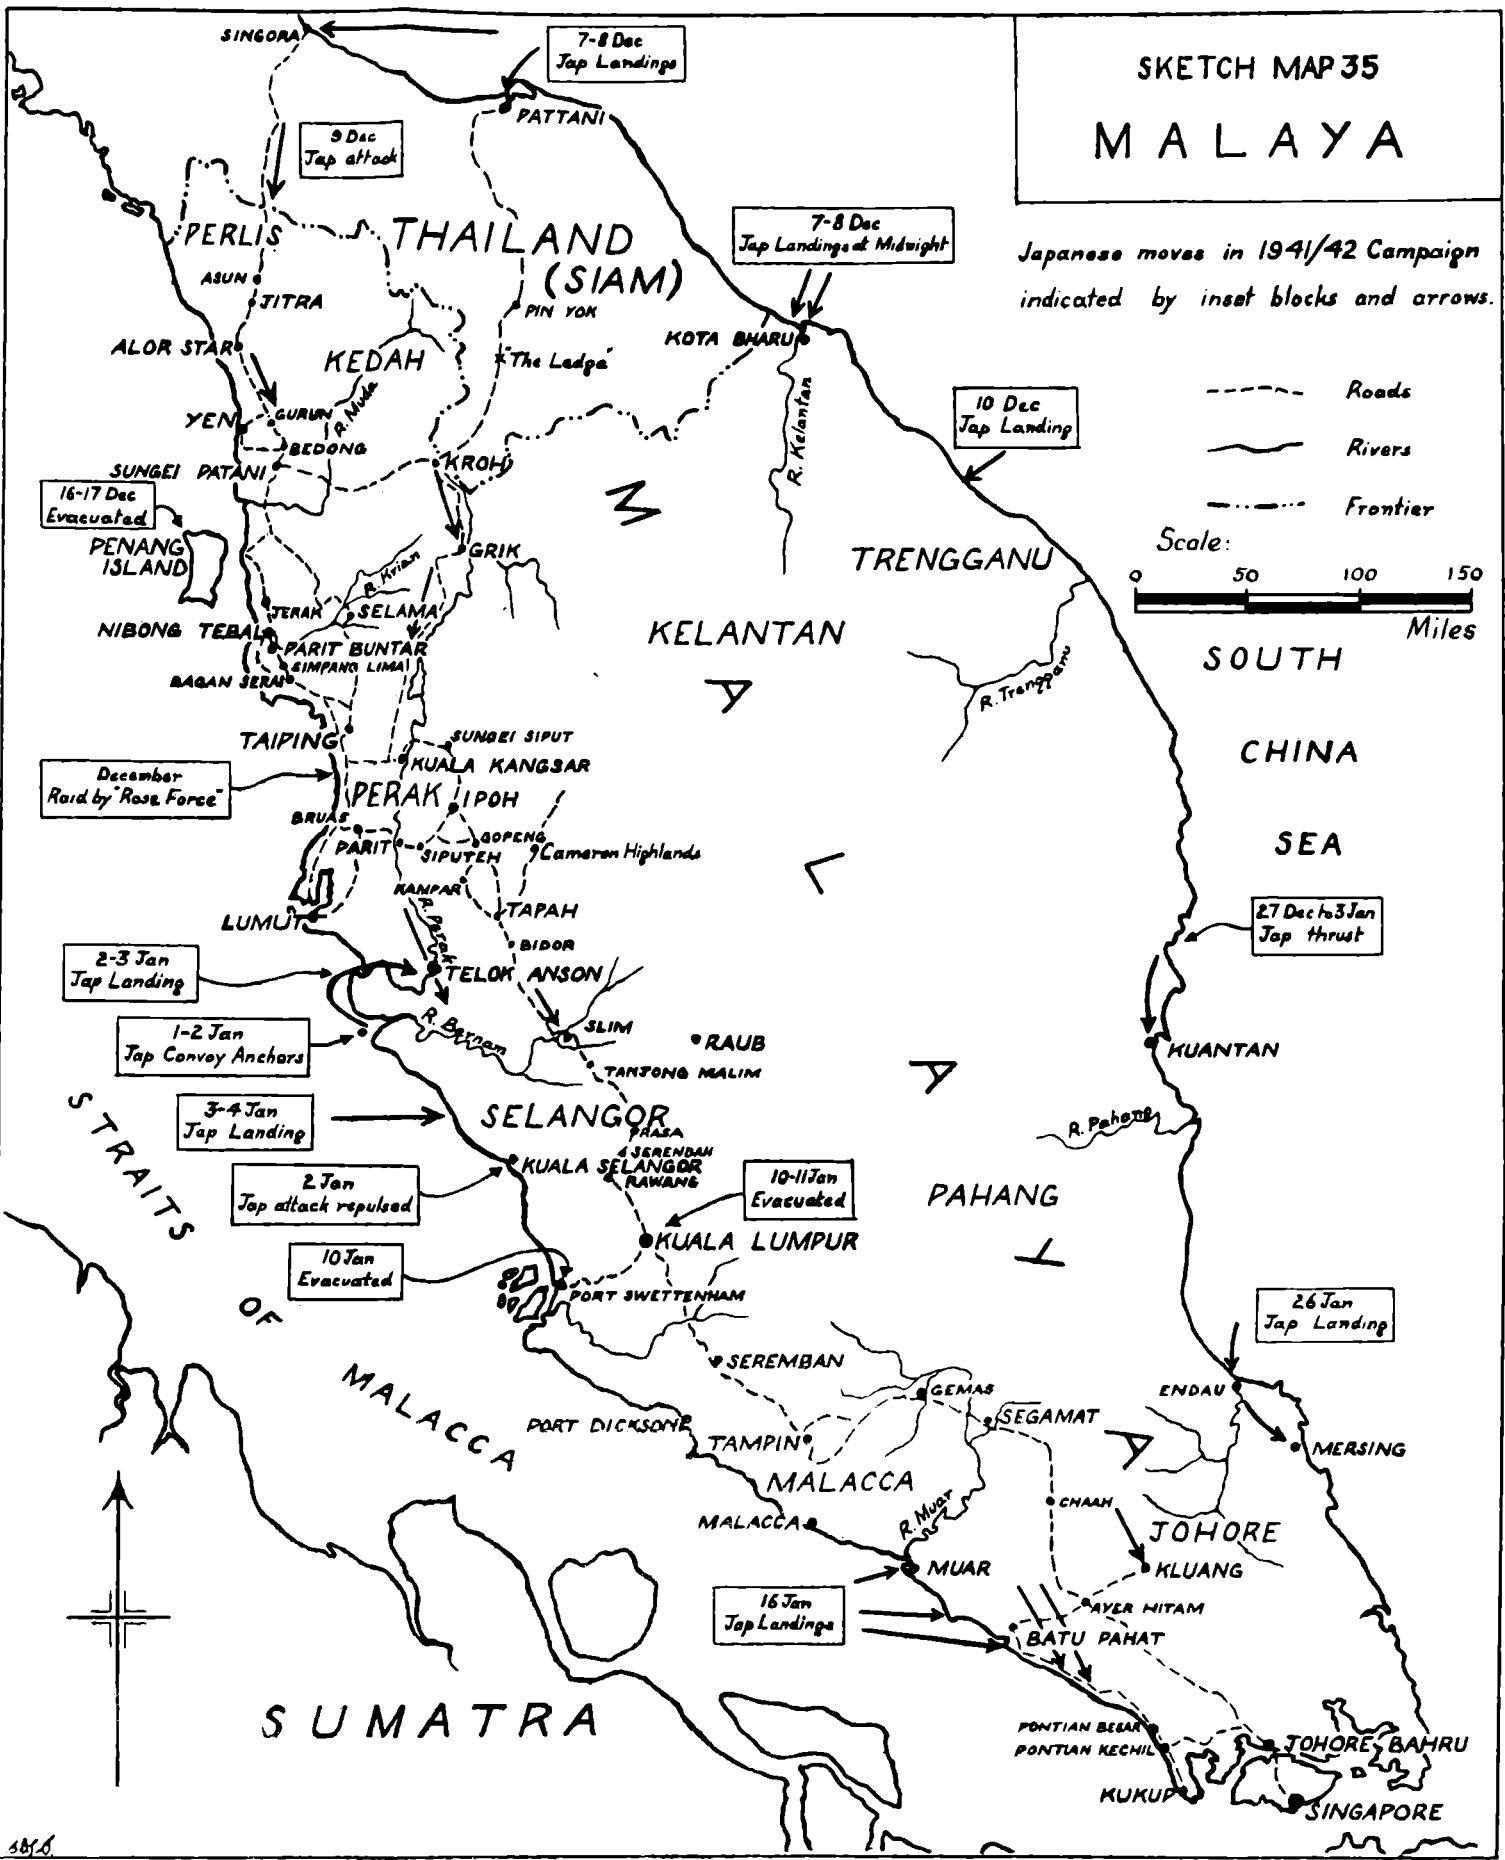 SKETCH MAP 35
MALAYA
Japanese moves in 1941/42 Campaign
indicated by inset blocks and arrows.
Roads
Rivers
Frontier
Scale:
0 50 100 150
Miles
SINGORA
7-8 Dec
Jap Landings
PATTANI
9 Dec
Jap attack
PERLIS
THAILAND
(SIAM)
7-8 Dec
Jap Landings at Midnight
ASUN
JITRA
PIN YOK
ALOR STAR
KEDAH
"The Ledge"
KOTA BHARU
R. Kelantan
10 Dec
Jap Landing
YEN
GURUN
R. Muda
BEDONG
SUNGEI PATANI
KROH
16-17 Dec
Evacuated
PENANG
ISLAND
GRIK
R. Krian
JERAK
SELAMA
NIBONG TEBAL
PARIT BUNTAR
SIMPANG LIMA
BAGAN SERAI
TRENGGANU
KELANTAN
R. Trengganu
SOUTH
CHINA
SEA
TAIPING
SUNGEI SIPUT
KUALA KANGSAR
December
Raid by "Rose Force"
PERAK
IPOH
BRUAS
PARIT
SIPUTEH
GOPENG
Cameron Highlands
KAMPAR
R. Perak
TAPAH
LUMUT
BIDOR
27 Dec to 3 Jan
Jap thrust
2-3 Jan
Jap Landing
TELOK ANSON
1-2 Jan
Jap Convoy Anchors
R. Bernam
SLIM
RAUB
TANJONG MALIM
KUANTAN
3-4 Jan
Jap Landing
SELANGOR
RASA
SERENDAH
KUALA SELANGOR
RAWANG
R. Pahang
2 Jan
Jap attack repulsed
10-11 Jan
Evacuated
PAHANG
KUALA LUMPUR
10 Jan
Evacuated
PORT SWETTENHAM
26 Jan
Jap Landing
SEREMBAN
GEMAS
ENDAU
SEGAMAT
PORT DICKSON
TAMPIN
MERSING
MALACCA
CHAAH
MALACCA
R. Muar
JOHORE
MUAR
KLUANG
16 Jan
Jap Landings
AYER HITAM
BATU PAHAT
PONTIAN BESAR
PONTIAN KECHIL
JOHORE BAHRU
KUKUP
SINGAPORE
MALAYA
STRAITS
OF
MALACCA
SUMATRA